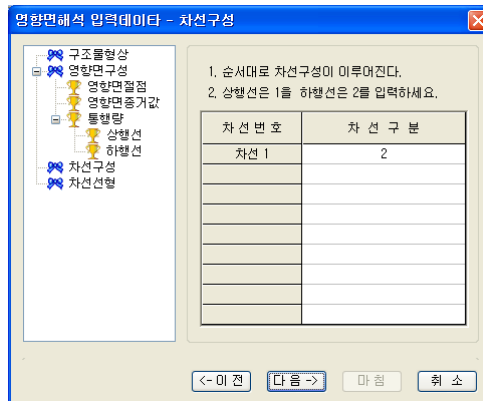 영향면해석 입력데이타 - 차선구성
구조물형상
영향면구성
영향면절점
영향면종거값
통행량
상행선
하행선
차선구성
차선선형
1. 순서대로 차선구성이 이루어진다.
2. 상행선은 1을 하행선은 2를 입력하세요.
차 선 번 호 차 선 구 분
차선 1 2
<- 이 전 다 음 -> 마 침 취 소